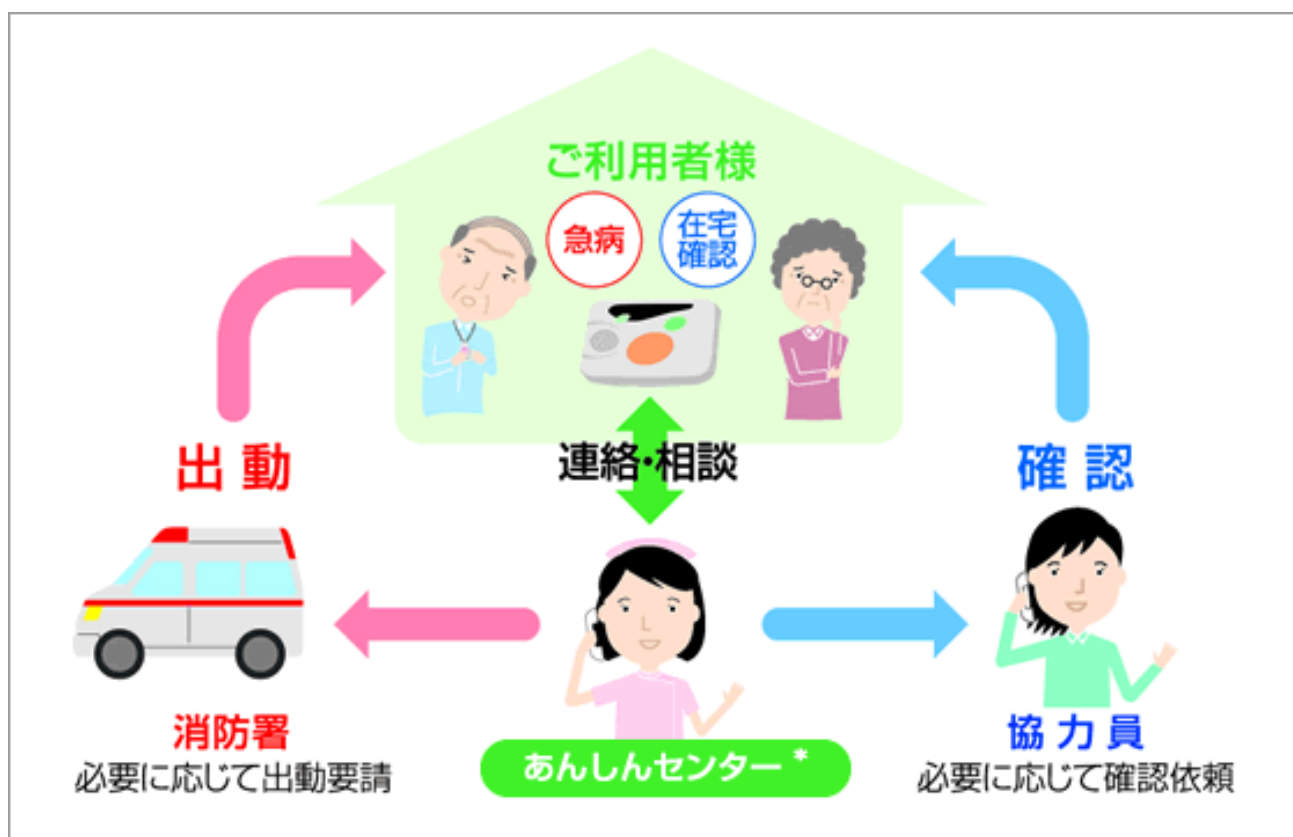 ご利用者様
急病
在宅
確認
連絡・相談
出動
確認
消防署
必要に応じて出動要請
あんしんセンター*
協力員
必要に応じて確認依頼